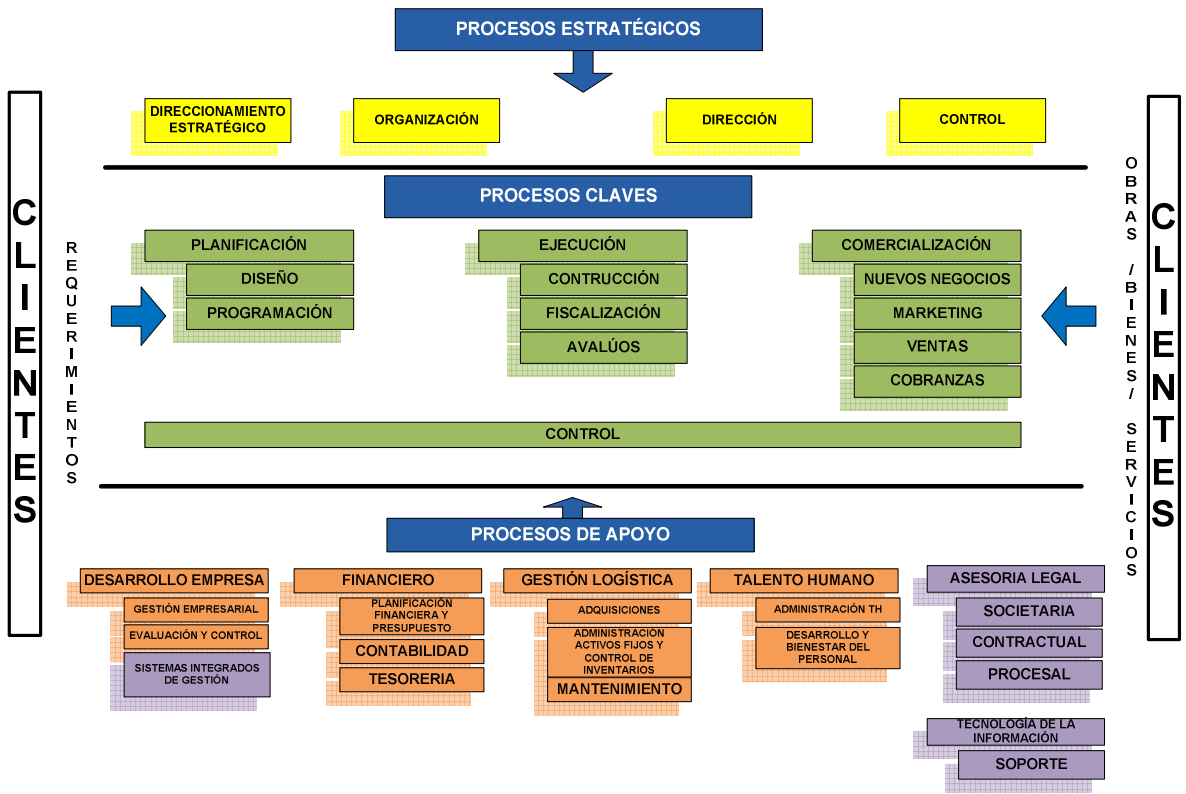 PROCESOS ESTRATÉGICOS
DIRECCIONAMIENTO
ESTRATÉGICO
ORGANIZACIÓN
DIRECCIÓN
CONTROL
CLIENTES
REQUERIMIENTOS
PROCESOS CLAVES
PLANIFICACIÓN
DISEÑO
PROGRAMACIÓN
EJECUCIÓN
CONTRUCCIÓN
FISCALIZACIÓN
AVALÚOS
COMERCIALIZACIÓN
NUEVOS NEGOCIOS
MARKETING
VENTAS
COBRANZAS
CONTROL
OBRAS /BIENES/ SERVICIOS
CLIENTES
PROCESOS DE APOYO
DESARROLLO EMPRESA
GESTIÓN EMPRESARIAL
EVALUACIÓN Y CONTROL
SISTEMAS INTEGRADOS
DE GESTIÓN
FINANCIERO
PLANIFICACIÓN
FINANCIERA Y
PRESUPUESTO
CONTABILIDAD
TESORERIA
GESTIÓN LOGÍSTICA
ADQUISICIONES
ADMINISTRACIÓN
ACTIVOS FIJOS Y
CONTROL DE
INVENTARIOS
MANTENIMIENTO
TALENTO HUMANO
ADMINISTRACIÓN TH
DESARROLLO Y
BIENESTAR DEL
PERSONAL
ASESORIA LEGAL
SOCIETARIA
CONTRACTUAL
PROCESAL
TECNOLOGÍA DE LA
INFORMACIÓN
SOPORTE